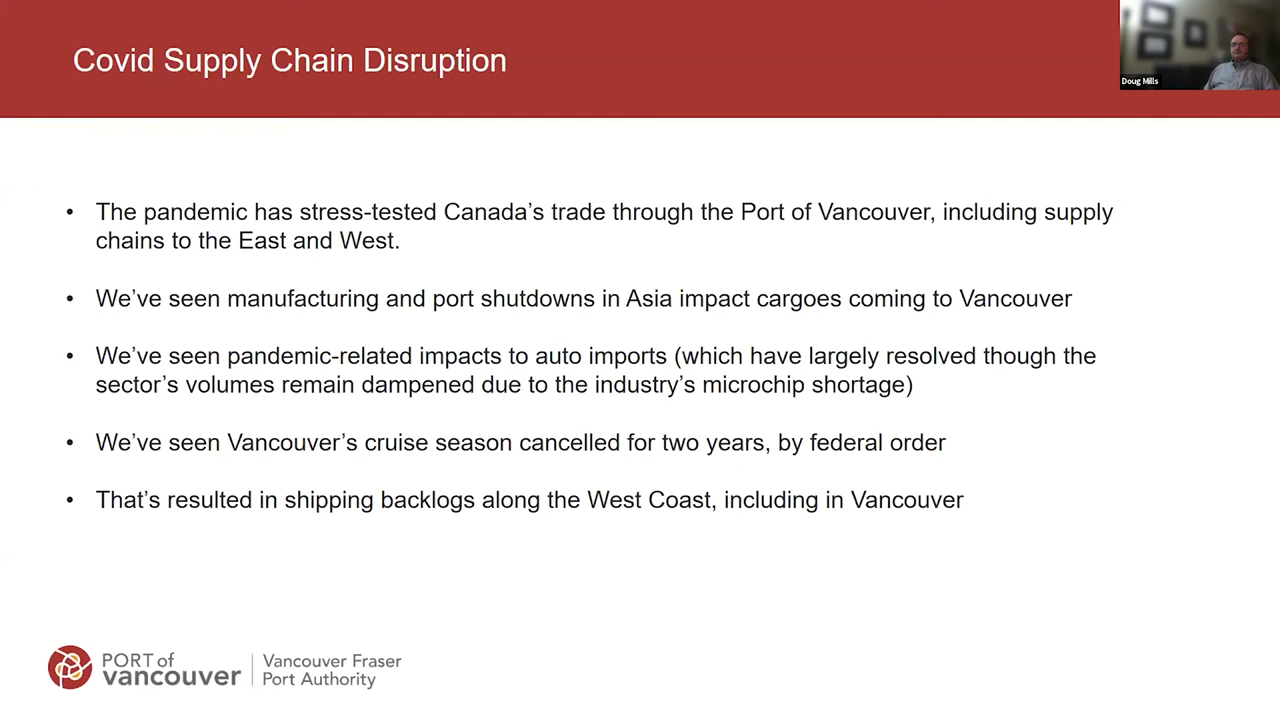 Covid Supply Chain Disruption
Doug Mills
• The pandemic has stress-tested Canada’s trade through the Port of Vancouver, including supply
chains to the East and West.
• We’ve seen manufacturing and port shutdowns in Asia impact cargoes coming to Vancouver
• We’ve seen pandemic-related impacts to auto imports (which have largely resolved though the
sector’s volumes remain dampened due to the industry’s microchip shortage)
• We’ve seen Vancouver’s cruise season cancelled for two years, by federal order
• That’s resulted in shipping backlogs along the West Coast, including in Vancouver
PORT of
vancouver
Vancouver Fraser
Port Authority